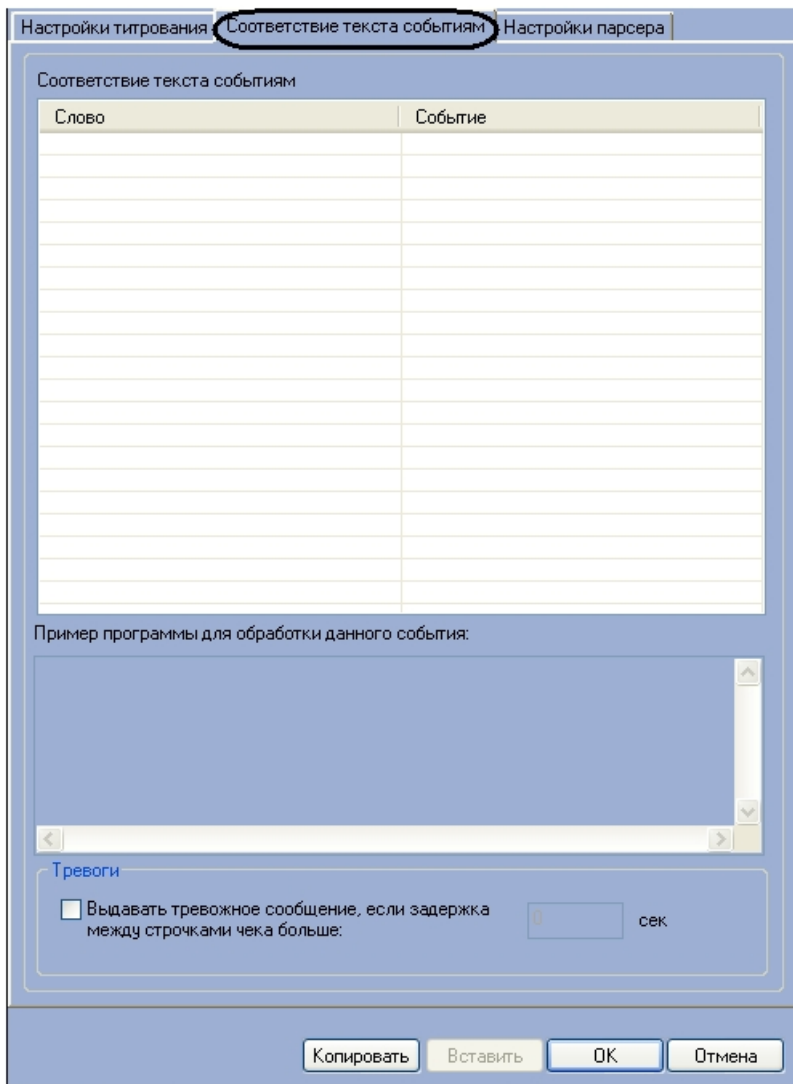 Настройки титрования Соответствие текста событиям Настройки парсера
Соответствие текста событиям
Слово Событие
Пример программы для обработки данного события:
Тревоги
Выдавать тревожное сообщение, если задержка
между строчками чека больше:
0 сек
Копировать Вставить OK Отмена